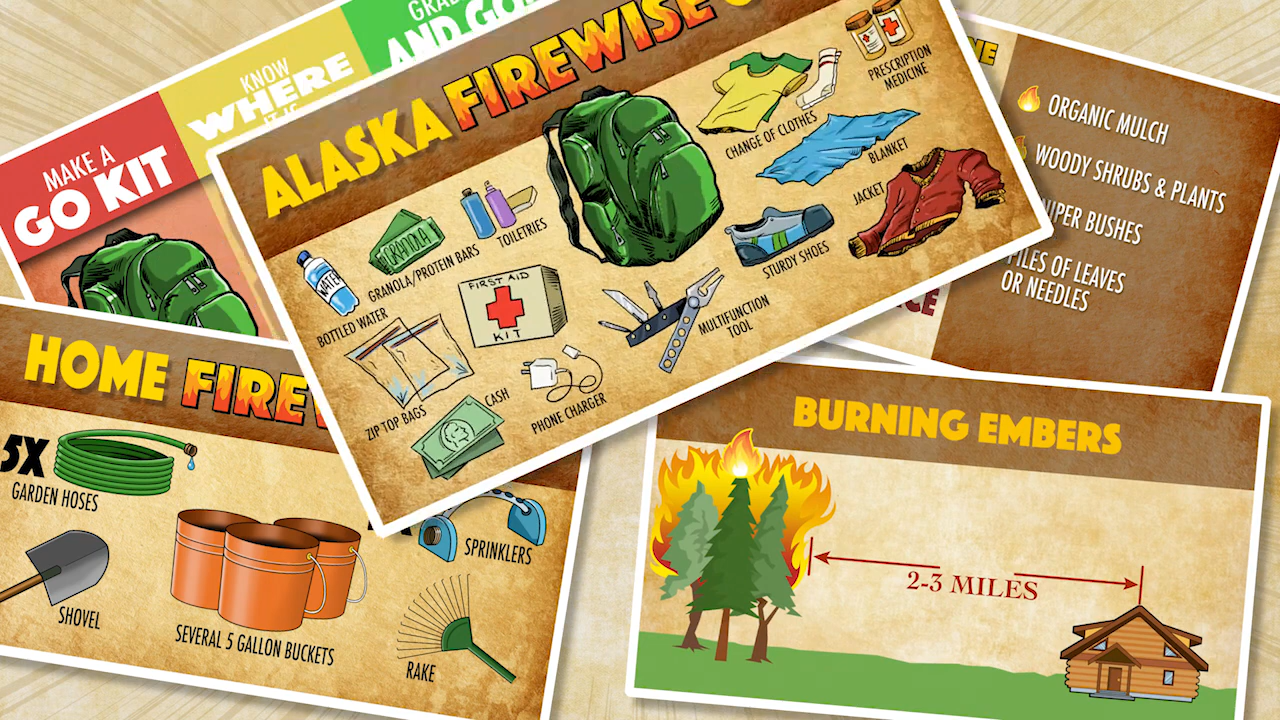 MAKE A
GO KIT
KNOW
WHERE
AND GO
ALASKA FIREWISE
BOTTLED WATER
WATER
GRANOLA/PROTEIN BARS
GRANOLA
TOILETRIES
CHANGE OF CLOTHES
PRESCRIPTION
MEDICINE
BLANKET
JACKET
STURDY SHOES
MULTIFUNCTION
TOOL
FIRST AID
KIT
ZIP TOP BAGS
CASH
PHONE CHARGER
ORGANIC MULCH
WOODY SHRUBS & PLANTS
BUSHES
OF LEAVES
OR NEEDLES
HOME FIRE
5X
GARDEN HOSES
SHOVEL
SEVERAL 5 GALLON BUCKETS
SPRINKLERS
RAKE
BURNING EMBERS
2-3 MILES